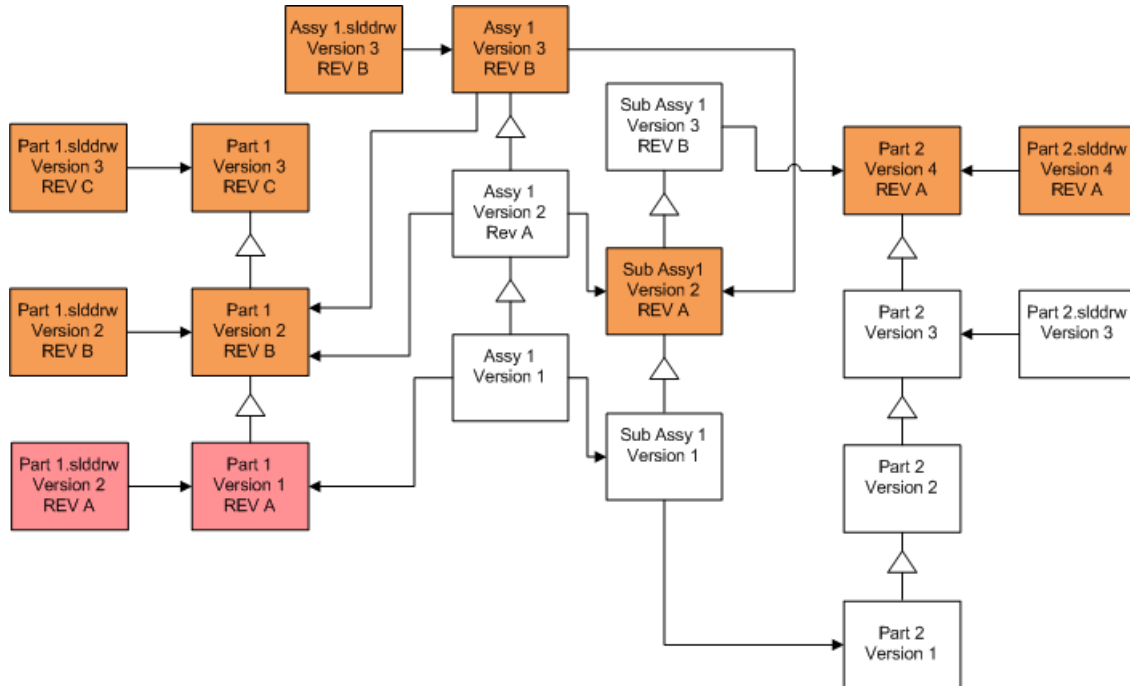 Assy 1.slddrw
Version 3
REV B
Assy 1
Version 3
REV B
Sub Assy 1
Version 3
REV B
Part 1.slddrw
Version 3
REV C
Part 1
Version 3
REV C
Part 2
Version 4
REV A
Part 2.slddrw
Version 4
REV A
Assy 1
Version 2
Rev A
Sub Assy1
Version 2
REV A
Part 1.slddrw
Version 2
REV B
Part 1
Version 2
REV B
Part 2
Version 3
Part 2.slddrw
Version 3
Assy 1
Version 1
Sub Assy 1
Version 1
Part 1.slddrw
Version 2
REV A
Part 1
Version 1
REV A
Part 2
Version 2
Part 2
Version 1